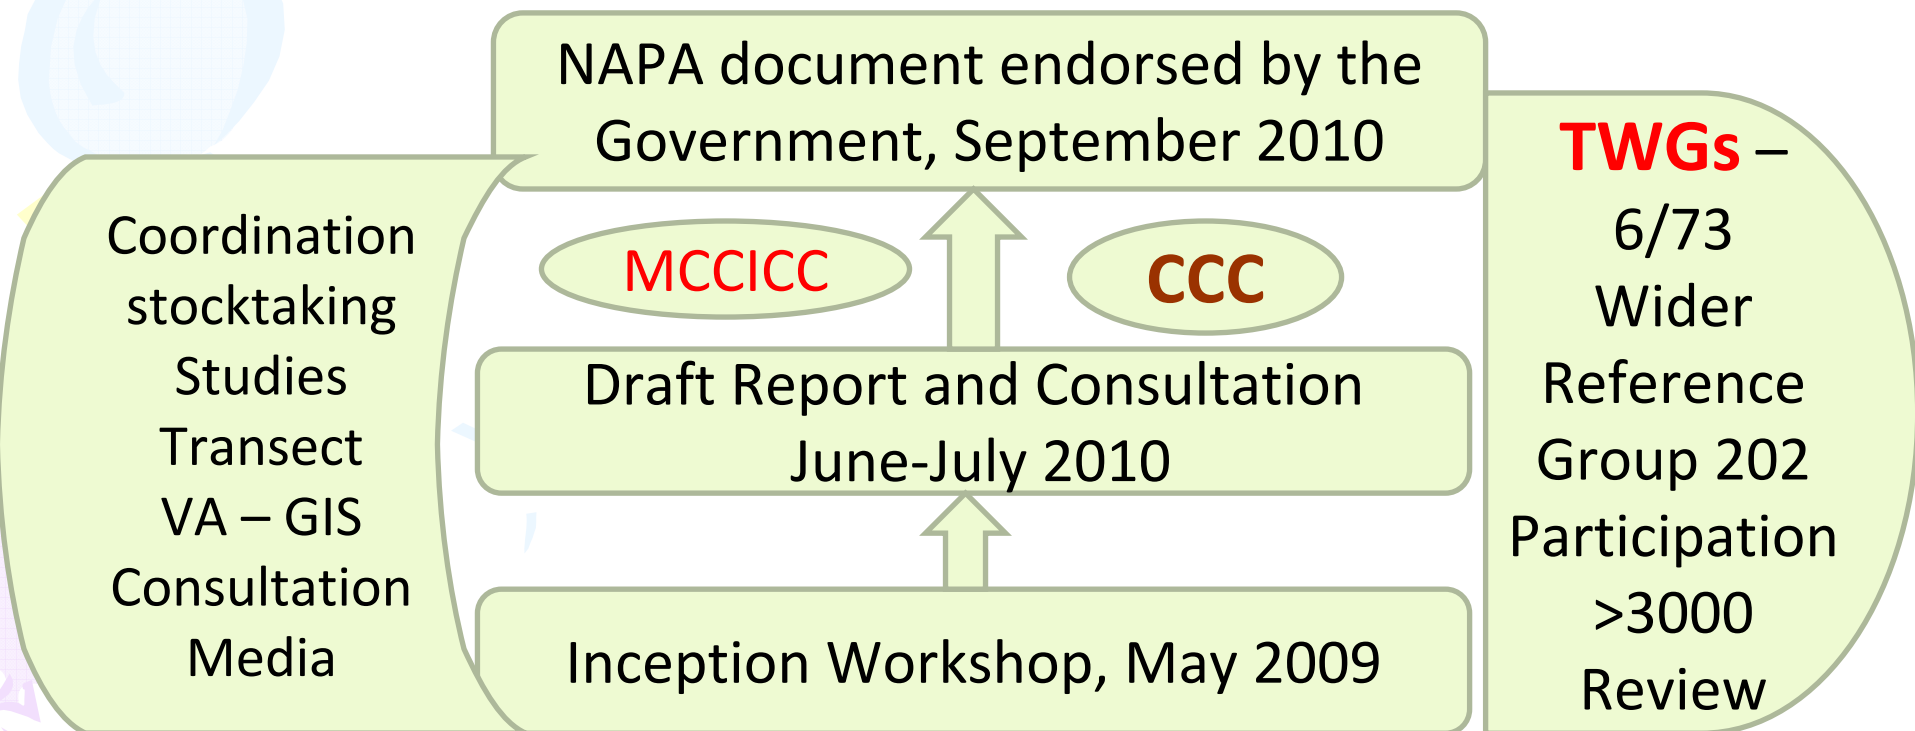 NAPA document endorsed by the
Government, September 2010
MCCICC
CCC
Draft Report and Consultation
June-July 2010
Inception Workshop, May 2009
Coordination
stocktaking
Studies
Transect
VA – GIS
Consultation
Media
TWGs –
6/73
Wider
Reference
Group 202
Participation
>3000
Review